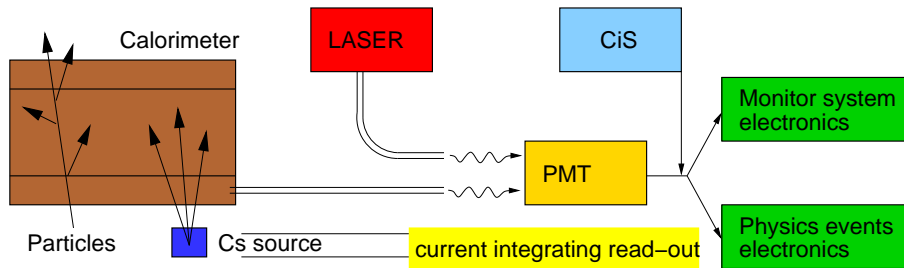 Calorimeter
LASER
CiS
Monitor system
electronics
PMT
Particles
Cs source
current integrating read−out
Physics events
electronics